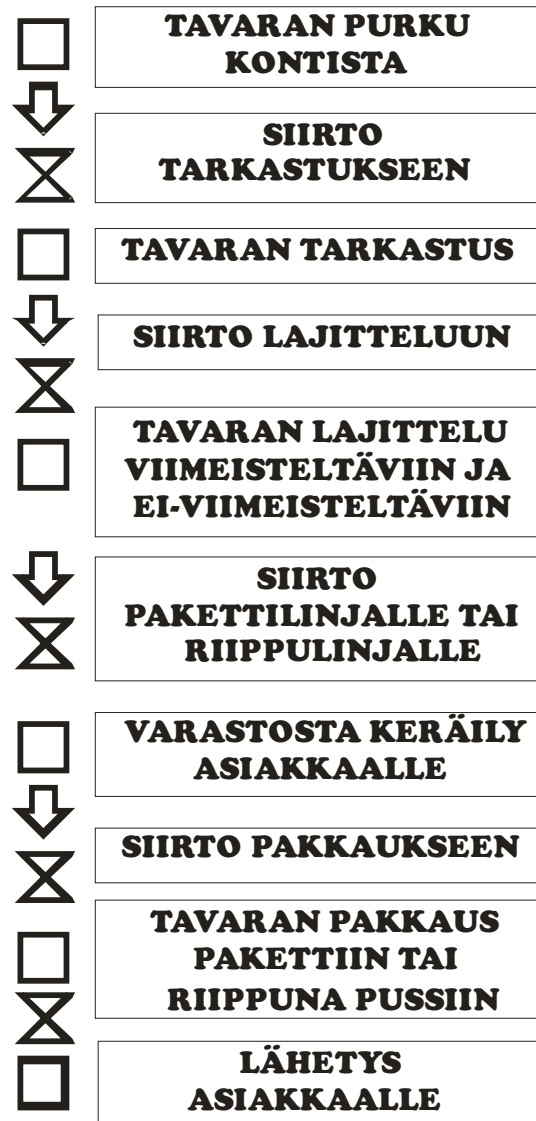 TAVARAN PURKU
KONTISTA
SIIRTO
TARKASTUKSEEN
TAVARAN TARKASTUS
SIIRTO LAJITTELUUN
TAVARAN LAJITTELU
VIIMEISTELTÄVIIN JA
EI-VIIMEISTELTÄVIIN
SIIRTO
PAKETTILINJALLE TAI
RIIPPULINJALLE
VARASTOSTA KERÄILY
ASIAKKAALLE
SIIRTO PAKKAUKSEEN
TAVARAN PAKKAUS
PAKETTIIN TAI
RIIPPUNA PUSSIIN
LÄHETYS
ASIAKKAALLE